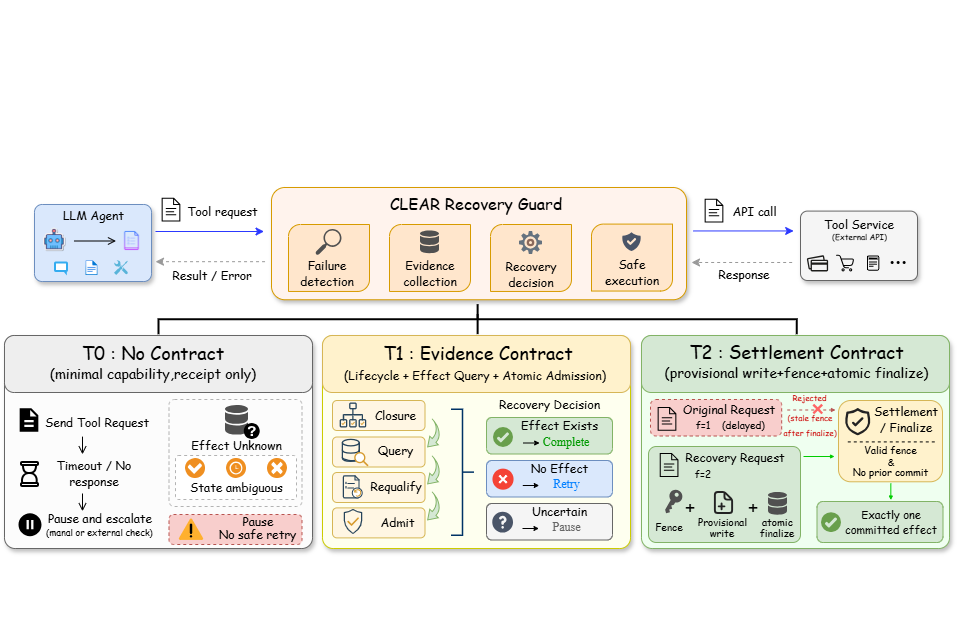 LLM Agent
Tool request
Result / Error
CLEAR Recovery Guard
Failure
detection
Evidence
collection
Recovery
decision
Safe
execution
API call
Response
Tool Service
(External API)
T0 : No Contract
(minimal capability,receipt only)
Send Tool Request
Timeout / No
response
Pause and escalate
(manal or external check)
Effect Unknown
State ambiguous
Pause
No safe retry
T1 : Evidence Contract
(Lifecycle + Effect Query + Atomic Admission)
Closure
Query
Requalify
Admit
Recovery Decision
Effect Exists
Complete
No Effect
Retry
Uncertain
Pause
T2 : Settlement Contract
(provisional write+fence+atomic finalize)
Original Request
f=1 (delayed)
Rejected
(stale fence
after finalize)
Settlement
/ Finalize
Valid fence
&
No prior commit
Recovery Request
f=2
Fence
+
Provisional
write
+
atomic
finalize
Exactly one
committed effect